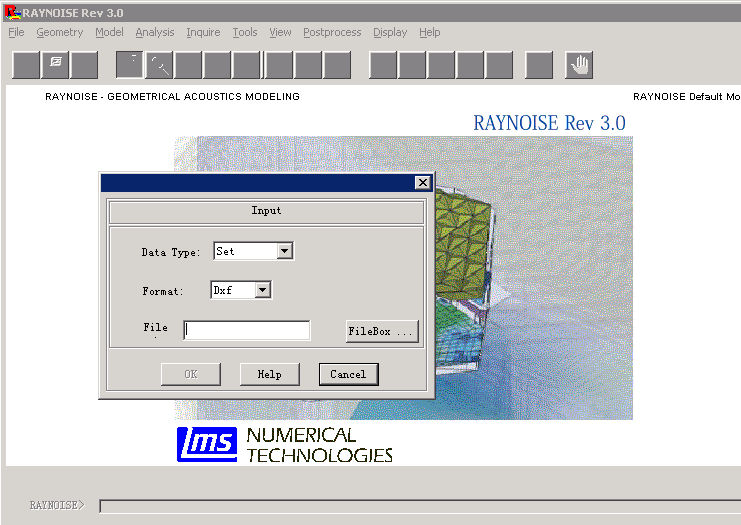 RAYNOISE Rev 3.0
File Geometry Model Analysis Inquire Tools View Postprocess Display Help
RAYNOISE - GEOMETRICAL ACOUSTICS MODELING RAYNOISE Default Mo
RAYNOISE Rev 3.0
Input
Data Type: Set
Format: Dxf
File
FileBox ...
OK Help Cancel
lms NUMERICAL
TECHNOLOGIES
RAYNOISE>